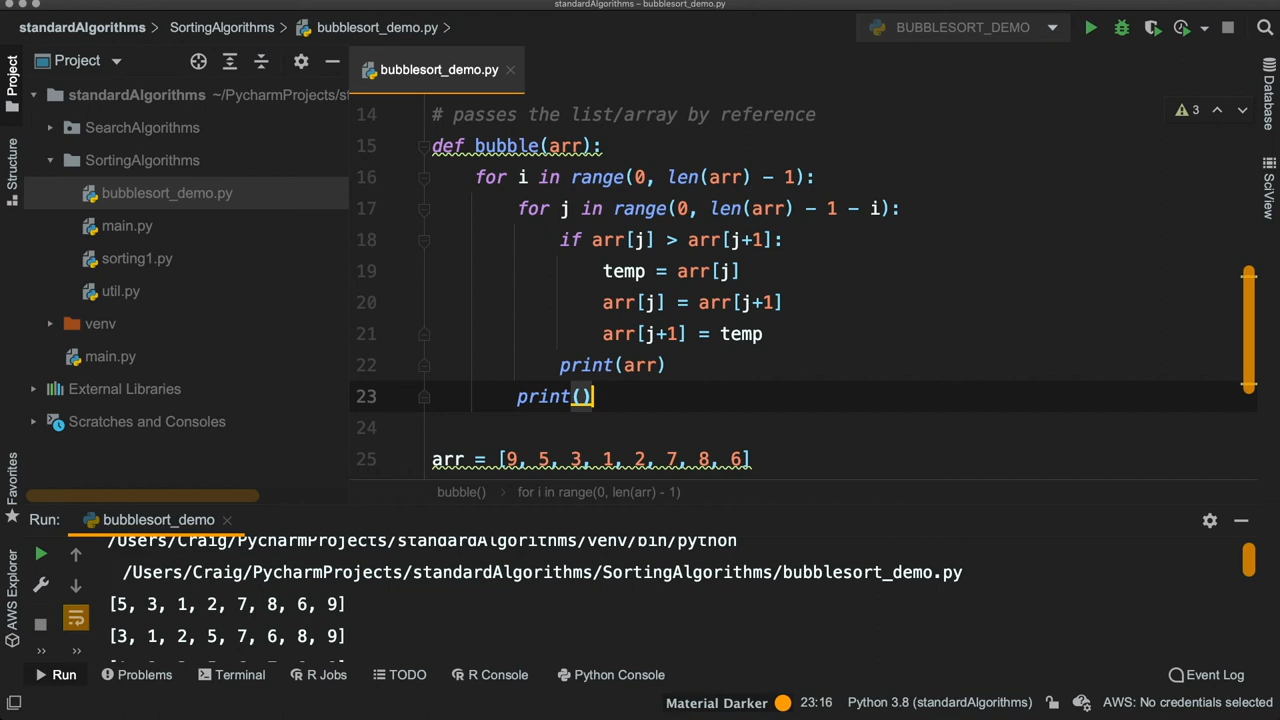 standardAlgorithms – bubblesort_demo.py
standardAlgorithms > SortingAlgorithms > bubblesort_demo.py >
BUBBLESORT_DEMO
Project
Project
bubblesort_demo.py
standardAlgorithms ~/PycharmProjects/st
SearchAlgorithms
SortingAlgorithms
bubblesort_demo.py
main.py
sorting1.py
util.py
venv
main.py
External Libraries
Scratches and Consoles
Structure
Favorites
AWS Explorer
Database
SciView
3
14 # passes the list/array by reference
15 def bubble(arr):
16 for i in range(0, len(arr) - 1):
17 for j in range(0, len(arr) - 1 - i):
18 if arr[j] > arr[j+1]:
19 temp = arr[j]
20 arr[j] = arr[j+1]
21 arr[j+1] = temp
22 print(arr)
23 print()
24
25 arr = [9, 5, 3, 1, 2, 7, 8, 6]
bubble() > for i in range(0, len(arr) - 1)
Run: bubblesort_demo
/Users/Craig/PycharmProjects/standardAlgorithms/venv/bin/python
/Users/Craig/PycharmProjects/standardAlgorithms/SortingAlgorithms/bubblesort_demo.py
[5, 3, 1, 2, 7, 8, 6, 9]
[3, 1, 2, 5, 7, 6, 8, 9]
Run Problems Terminal R Jobs TODO R Console Python Console Event Log
Material Darker 23:16 Python 3.8 (standardAlgorithms) AWS: No credentials selected